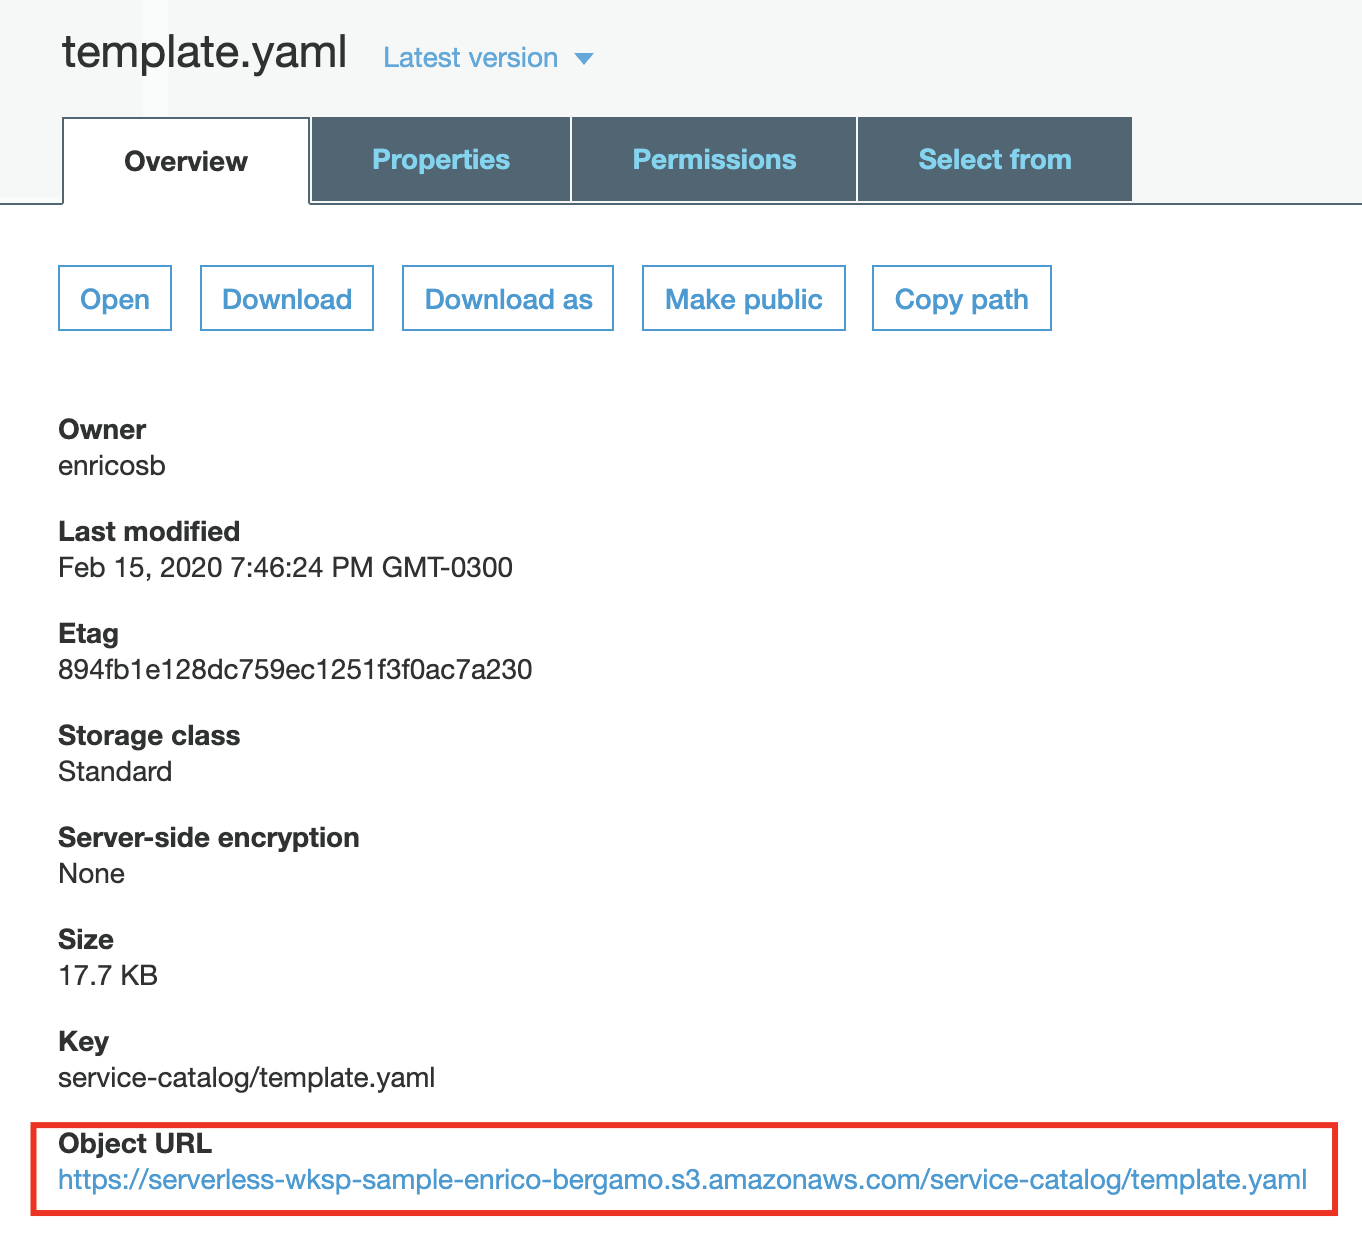 template.yaml Latest version
Overview Properties Permissions Select from
Open Download Download as Make public Copy path
Owner
enricosb
Last modified
Feb 15, 2020 7:46:24 PM GMT-0300
Etag
894fb1e128dc759ec1251f3f0ac7a230
Storage class
Standard
Server-side encryption
None
Size
17.7 KB
Key
service-catalog/template.yaml
Object URL
https://serverless-wksp-sample-enrico-bergamo.s3.amazonaws.com/service-catalog/template.yaml